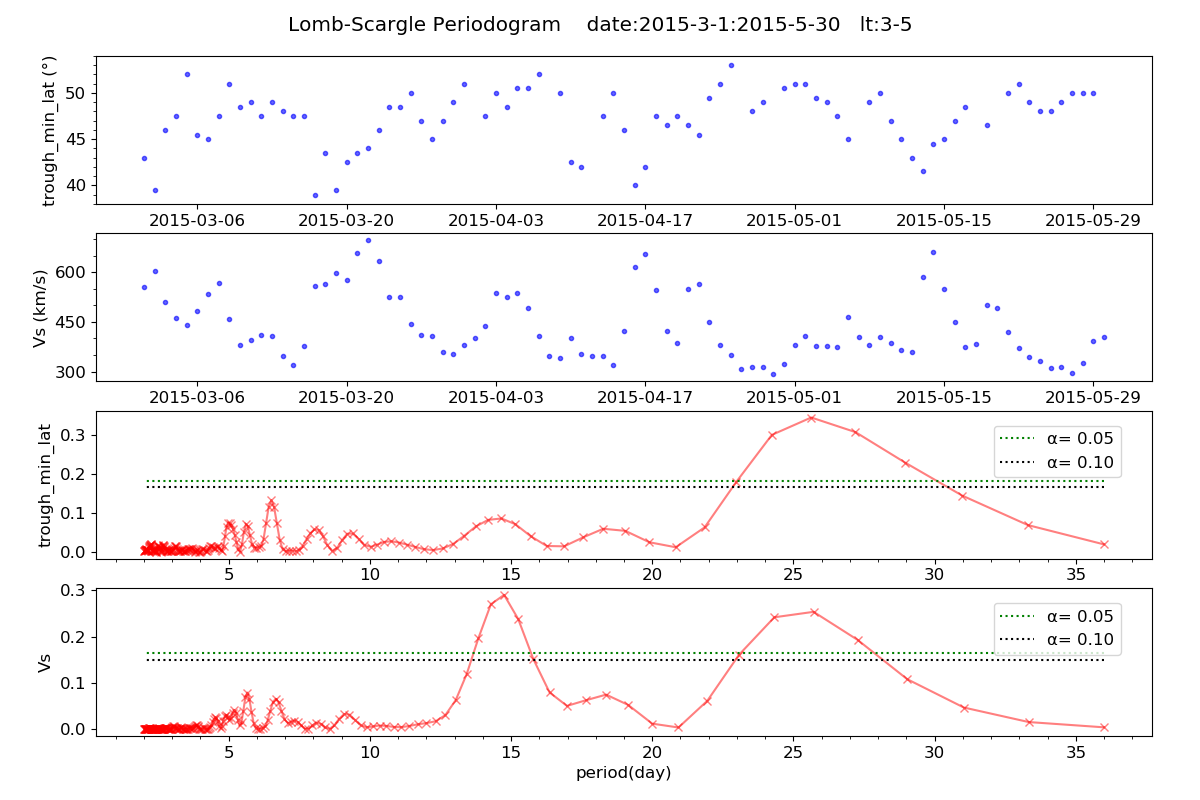 Lomb-Scargle Periodogram    date:2015-3-1:2015-5-30   lt:3-5
trough_min_lat (°)
50
45
40
2015-03-06 2015-03-20 2015-04-03 2015-04-17 2015-05-01 2015-05-15 2015-05-29
Vs (km/s)
600
450
300
2015-03-06 2015-03-20 2015-04-03 2015-04-17 2015-05-01 2015-05-15 2015-05-29
trough_min_lat
0.3
0.2
0.1
0.0
α= 0.05
α= 0.10
5 10 15 20 25 30 35
Vs
0.3
0.2
0.1
0.0
α= 0.05
α= 0.10
5 10 15 20 25 30 35
period(day)